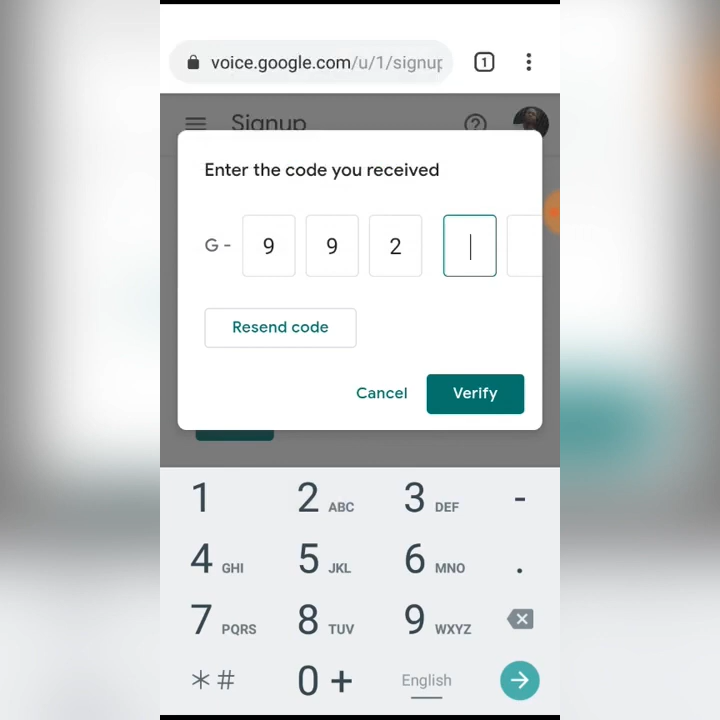 voice.google.com/u/1/signup
1
Signup
Enter the code you received
G - 9 9 2
Resend code
Cancel Verify
1 2 ABC 3 DEF -
4 GHI 5 JKL 6 MNO .
7 PQRS 8 TUV 9 WXYZ
*# 0 + English